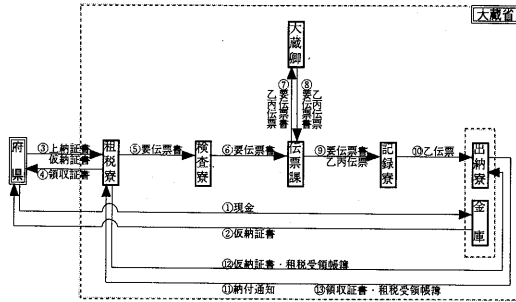 大蔵省
大蔵卿
⑦要伝票書
乙丙伝票
⑧要伝票書
乙丙伝票
府県
③上納証書
仮納証書
④領収証書
租税寮
⑤要伝票書
検査寮
⑥要伝票書
伝票課
⑨要伝票書
乙丙伝票
記録寮
⑩乙伝票
出納寮
金庫
①現金
②仮納証書
⑫仮納証書・租税受領帳簿
⑪納付通知
⑬領収証書・租税受領帳簿